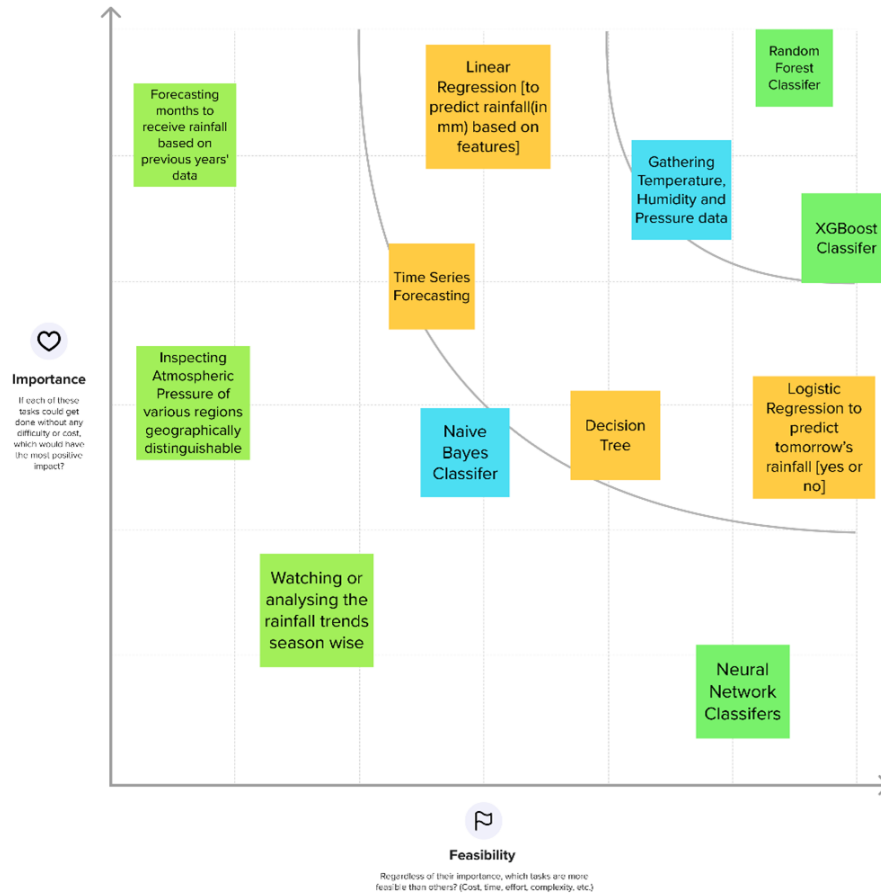 Random
Forest
Classifer
Linear
Regression [to
predict rainfall(in
mm) based on
features]
Forecasting
months to
receive rainfall
based on
previous years'
data
Gathering
Temperature,
Humidity and
Pressure data
XGBoost
Classifer
Time Series
Forecasting
Importance
If each of these
tasks could get
done without any
difficulty or cost,
which would have
the most positive
impact?
Inspecting
Atmospheric
Pressure of
various regions
geographically
distinguishable
Naive
Bayes
Classifer
Decision
Tree
Logistic
Regression to
predict
tomorrow's
rainfall [yes or
no]
Watching or
analysing the
rainfall trends
season wise
Neural
Network
Classifers
Feasibility
Regardless of their importance, which tasks are more
feasible than others? (Cost, time, effort, complexity, etc.)